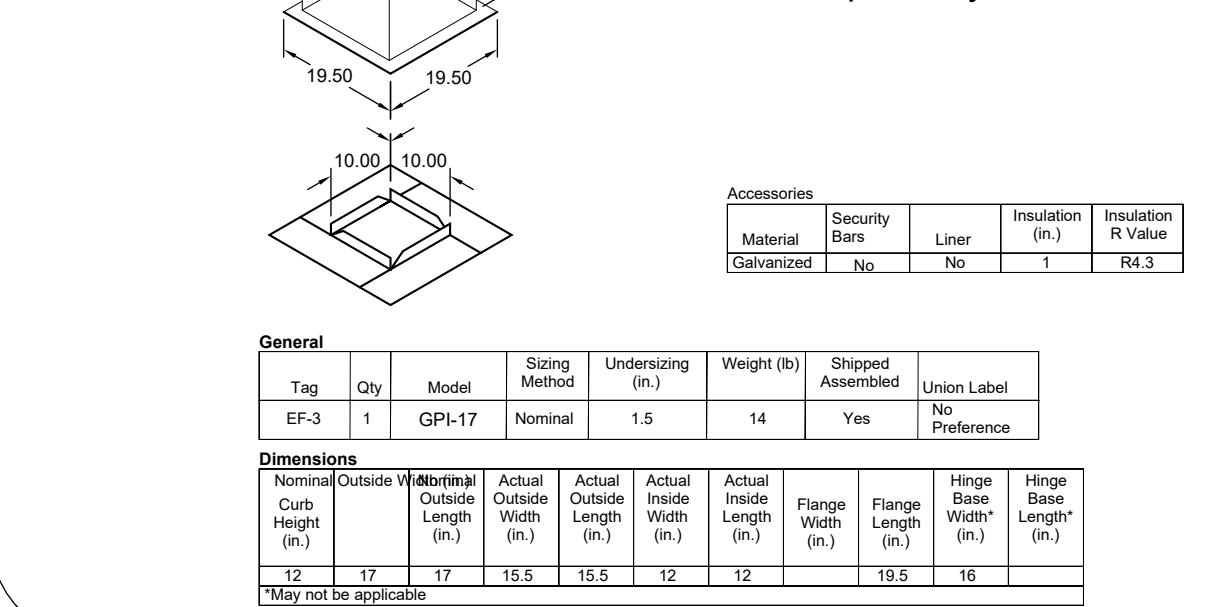 19.50 19.50
10.00 10.00
Accessories
Material Security Bars Liner Insulation (in.) Insulation R Value
Galvanized No No 1 R4.3
General
Tag Qty Model Sizing Method Undersizing (in.) Weight (lb) Shipped Assembled Union Label
EF-3 1 GPI-17 Nominal 1.5 14 Yes No Preference
Dimensions
Nominal Curb Height (in.) Outside Width (in.) Nominal Outside Length (in.) Actual Outside Width (in.) Actual Outside Length (in.) Actual Inside Width (in.) Actual Inside Length (in.) Flange Width (in.) Flange Length (in.) Hinge Base Width* (in.) Hinge Base Length* (in.)
12 17 17 15.5 15.5 12 12 19.5 16
*May not be applicable